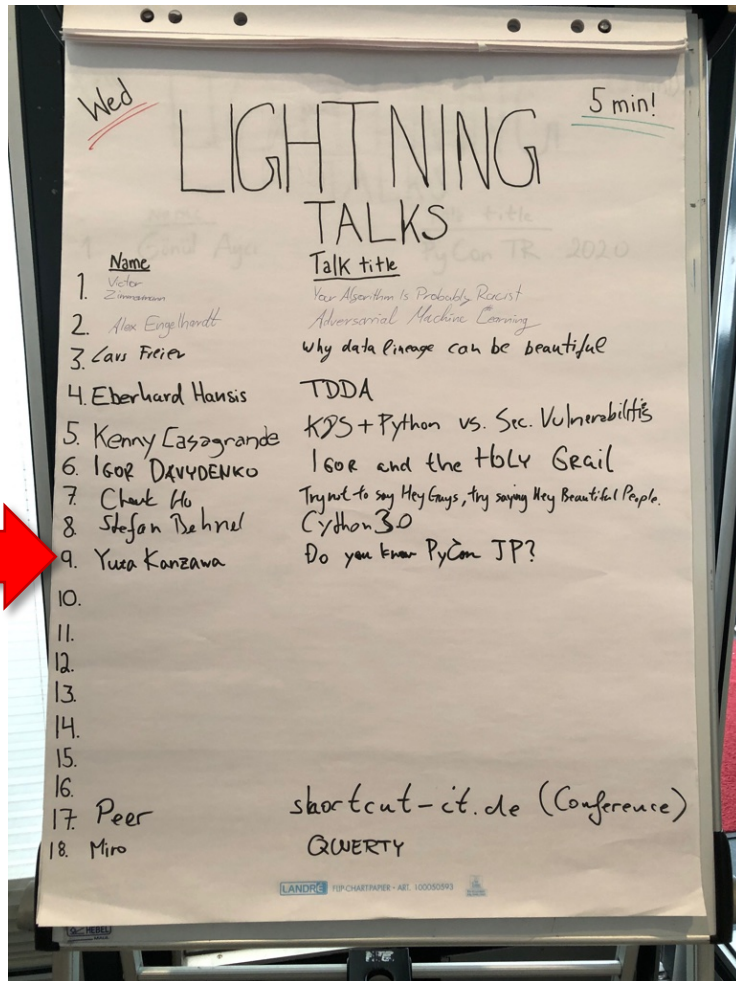 Wed
5 min!
LIGHTNING
TALKS
Name Talk title
1. Victor Zimmermann Your Algorithm Is Probably Racist
2. Alex Engelhardt Adversarial Machine Learning
3. Lars Freier Why data lineage can be beautiful
4. Eberhard Hansis TDDA
5. Kenny Casagrande KDS+Python vs. Sec. Vulnerabilitis
6. IGOR DAVYDENKO IGOR and the HOLY GRAIL
7. Cheuk Ho Try not to say Hey Guys, try saying Hey Beautiful People.
8. Stefan Behnel Cython 3.0
9. Yuta Kanzawa Do you know PyCon JP?
10.
11.
12.
13.
14.
15.
16.
17. Peer shortcut-it.de (Conference)
18. Miro QWERTY
LANDRÉ FLIP-CHARTPAPIER - ART. 100050593